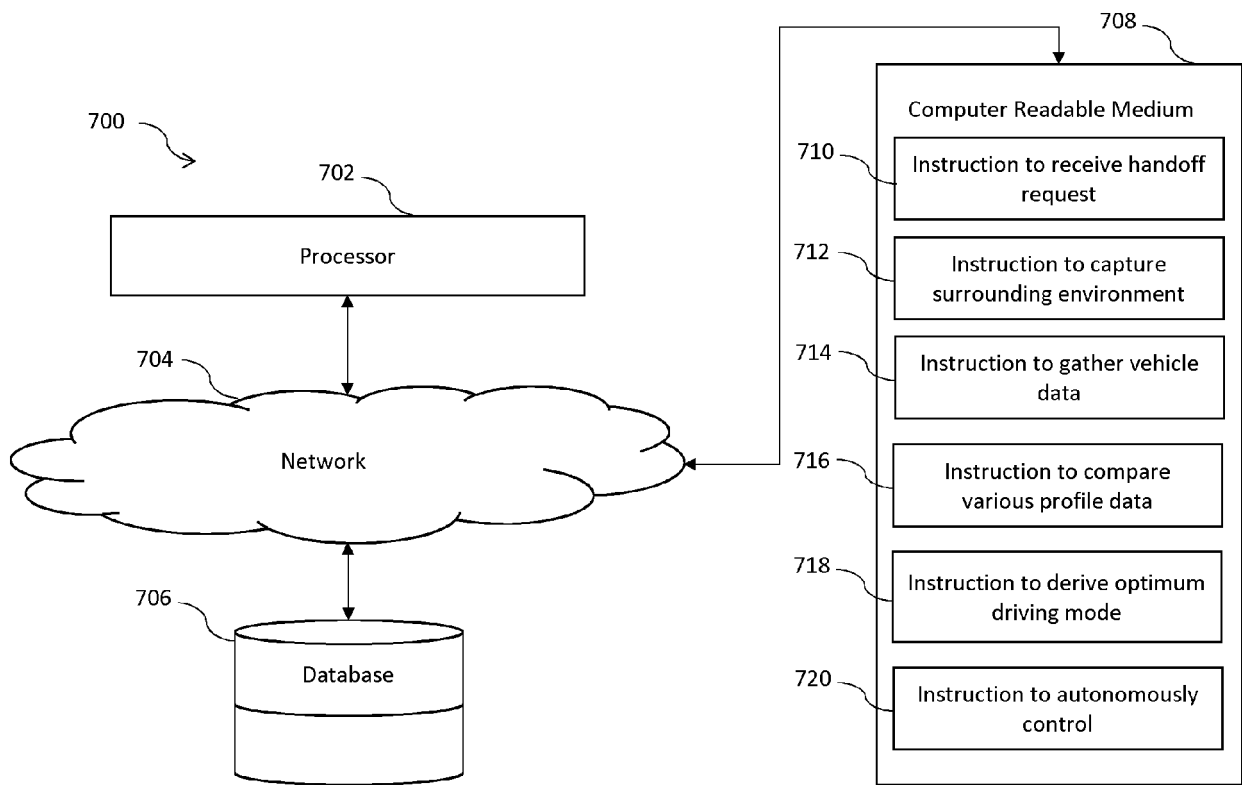 700
702
Processor
704
Network
706
Database
708
Computer Readable Medium
710
Instruction to receive handoff
request
712
Instruction to capture
surrounding environment
714
Instruction to gather vehicle
data
716
Instruction to compare
various profile data
718
Instruction to derive optimum
driving mode
720
Instruction to autonomously
control